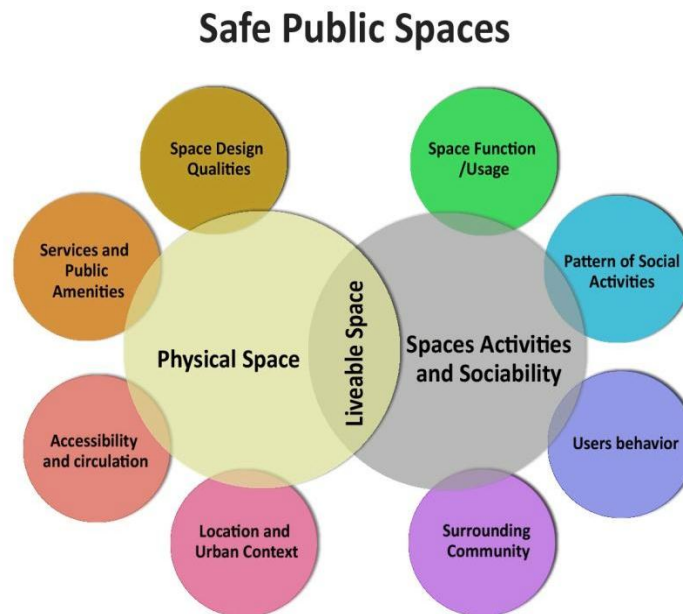 Safe Public Spaces
Space Design
Qualities
Space Function
/Usage
Services and
Public
Amenities
Pattern of Social
Activities
Physical Space
Liveable Space
Spaces Activities
and Sociability
Accessibility
and circulation
Users behavior
Location and
Urban Context
Surrounding
Community